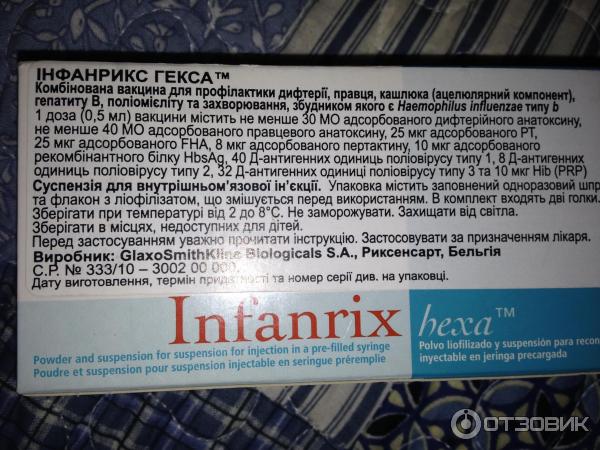 ІНФАНРИКС ГЕКСА™
Комбінована вакцина для профілактики дифтерії, правця, кашлюка (ацелюлярний компонент),
гепатиту В, поліомієліту та захворювання, збудником якого є Haemophilus influenzae типу b
1 доза (0,5 мл) вакцини містить не менше 30 МО адсорбованого дифтерійного анатоксину,
не менше 40 МО адсорбованого правцевого анатоксину, 25 мкг адсорбованого РТ,
25 мкг адсорбованого FHA, 8 мкг адсорбованого пертактину, 10 мкг адсорбованого
рекомбінантного білку HbsAg, 40 Д-антигенних одиниць поліовірусу типу 1, 8 Д-антигенних
одиниць поліовірусу типу 2, 32 Д-антигенних одиниці поліовірусу типу 3 та 10 мкг Hib (PRP)
Суспензія для внутрішньом'язової ін'єкції. Упаковка містить заповнений одноразовий шпр
та флакон з ліофілізатом, що змішується перед використанням. В комплект входять дві голки.
Зберігати при температурі від 2 до 8°С. Не заморожувати. Захищати від світла.
Зберігати в місцях, недоступних для дітей.
Перед застосуванням уважно прочитати інструкцію. Застосовувати за призначенням лікаря.
Виробник: GlaxoSmithKline Biologicals S.A., Риксенсарт, Бельгія
С.Р. № 333/10 – 3002 00 000.
Дату виготовлення, термін придатності та номер серії див. на упаковці.
Infanrix hexa™
Powder and suspension for suspension for injection in a pre-filled syringe
Poudre et suspension pour suspension injectable en seringue préremplie
Polvo liofilizado y suspensión para recon
inyectable en jeringa precargada
ОТЗОВИК